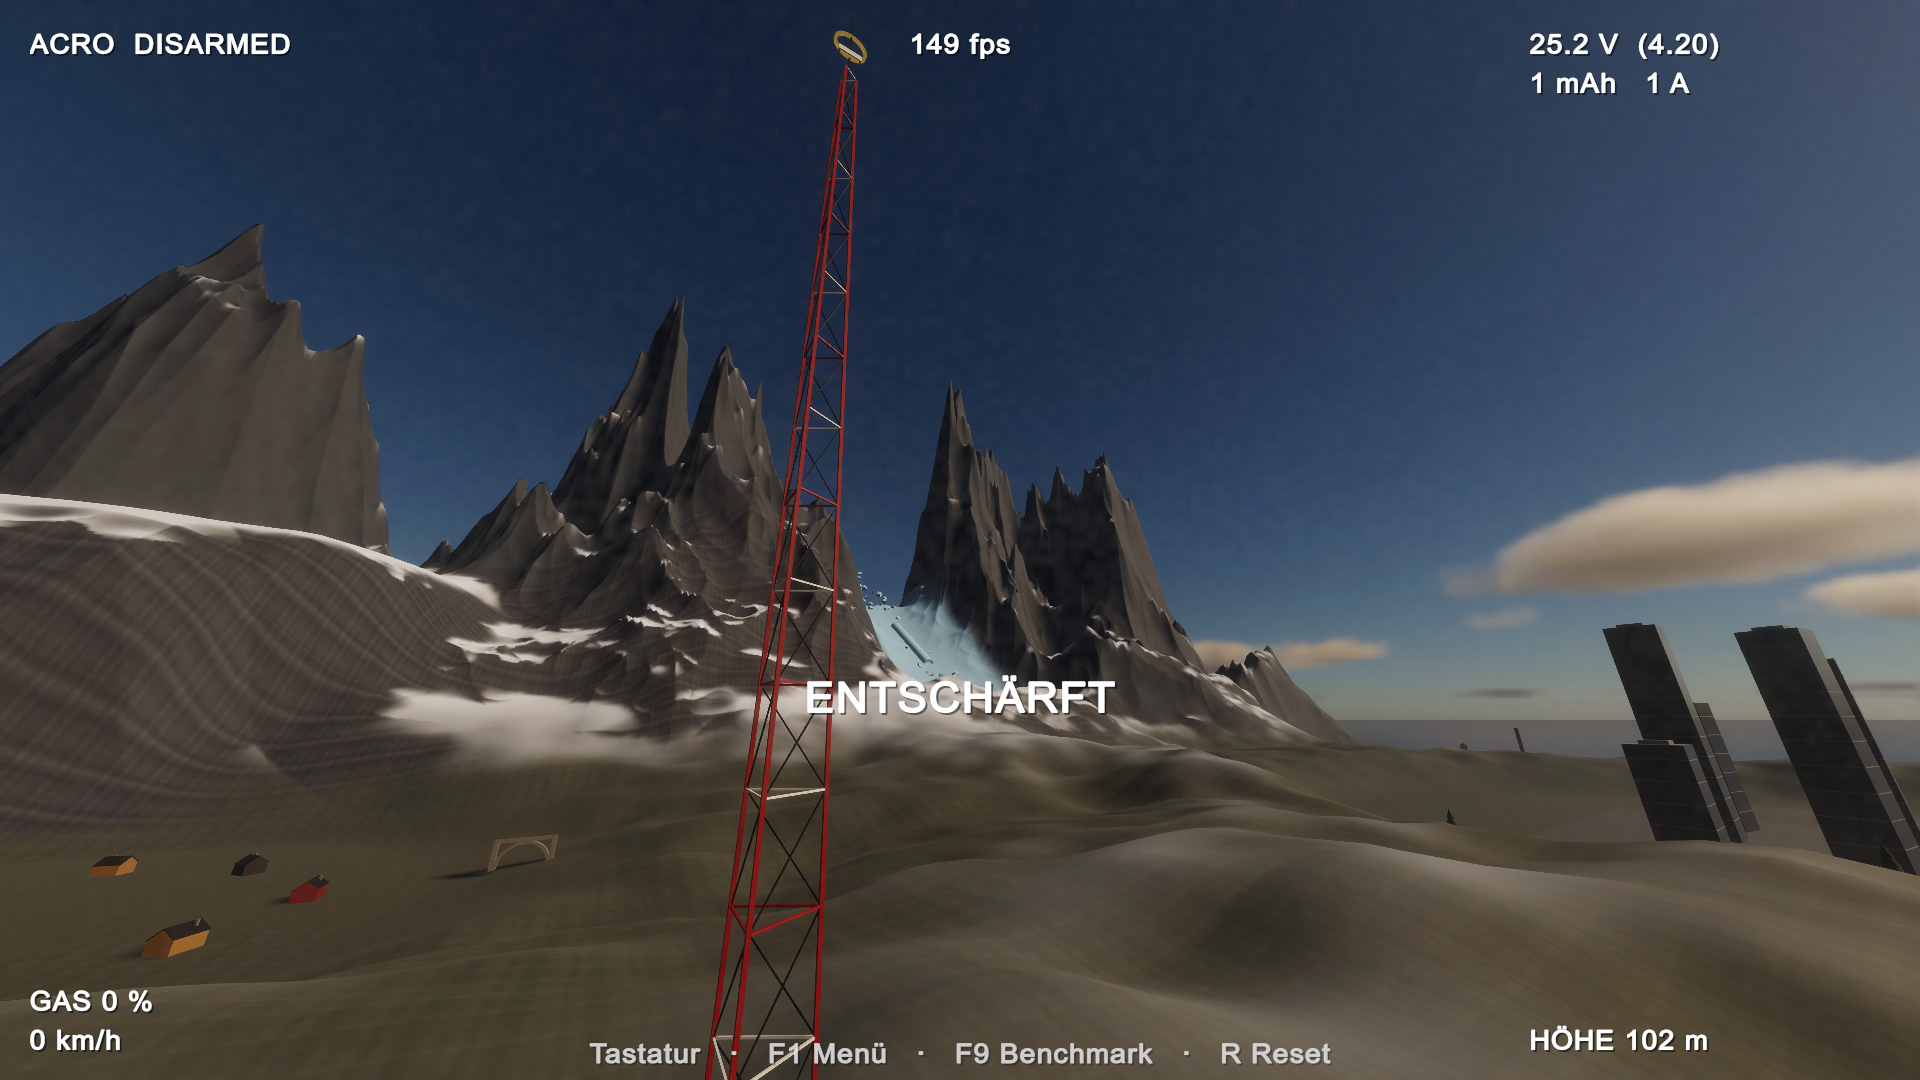 ACRO DISARMED
149 fps
25.2 V (4.20)
1 mAh 1 A
ENTSCHÄRFT
GAS 0 %
0 km/h
Tastatur · F1 Menü · F9 Benchmark · R Reset
HÖHE 102 m